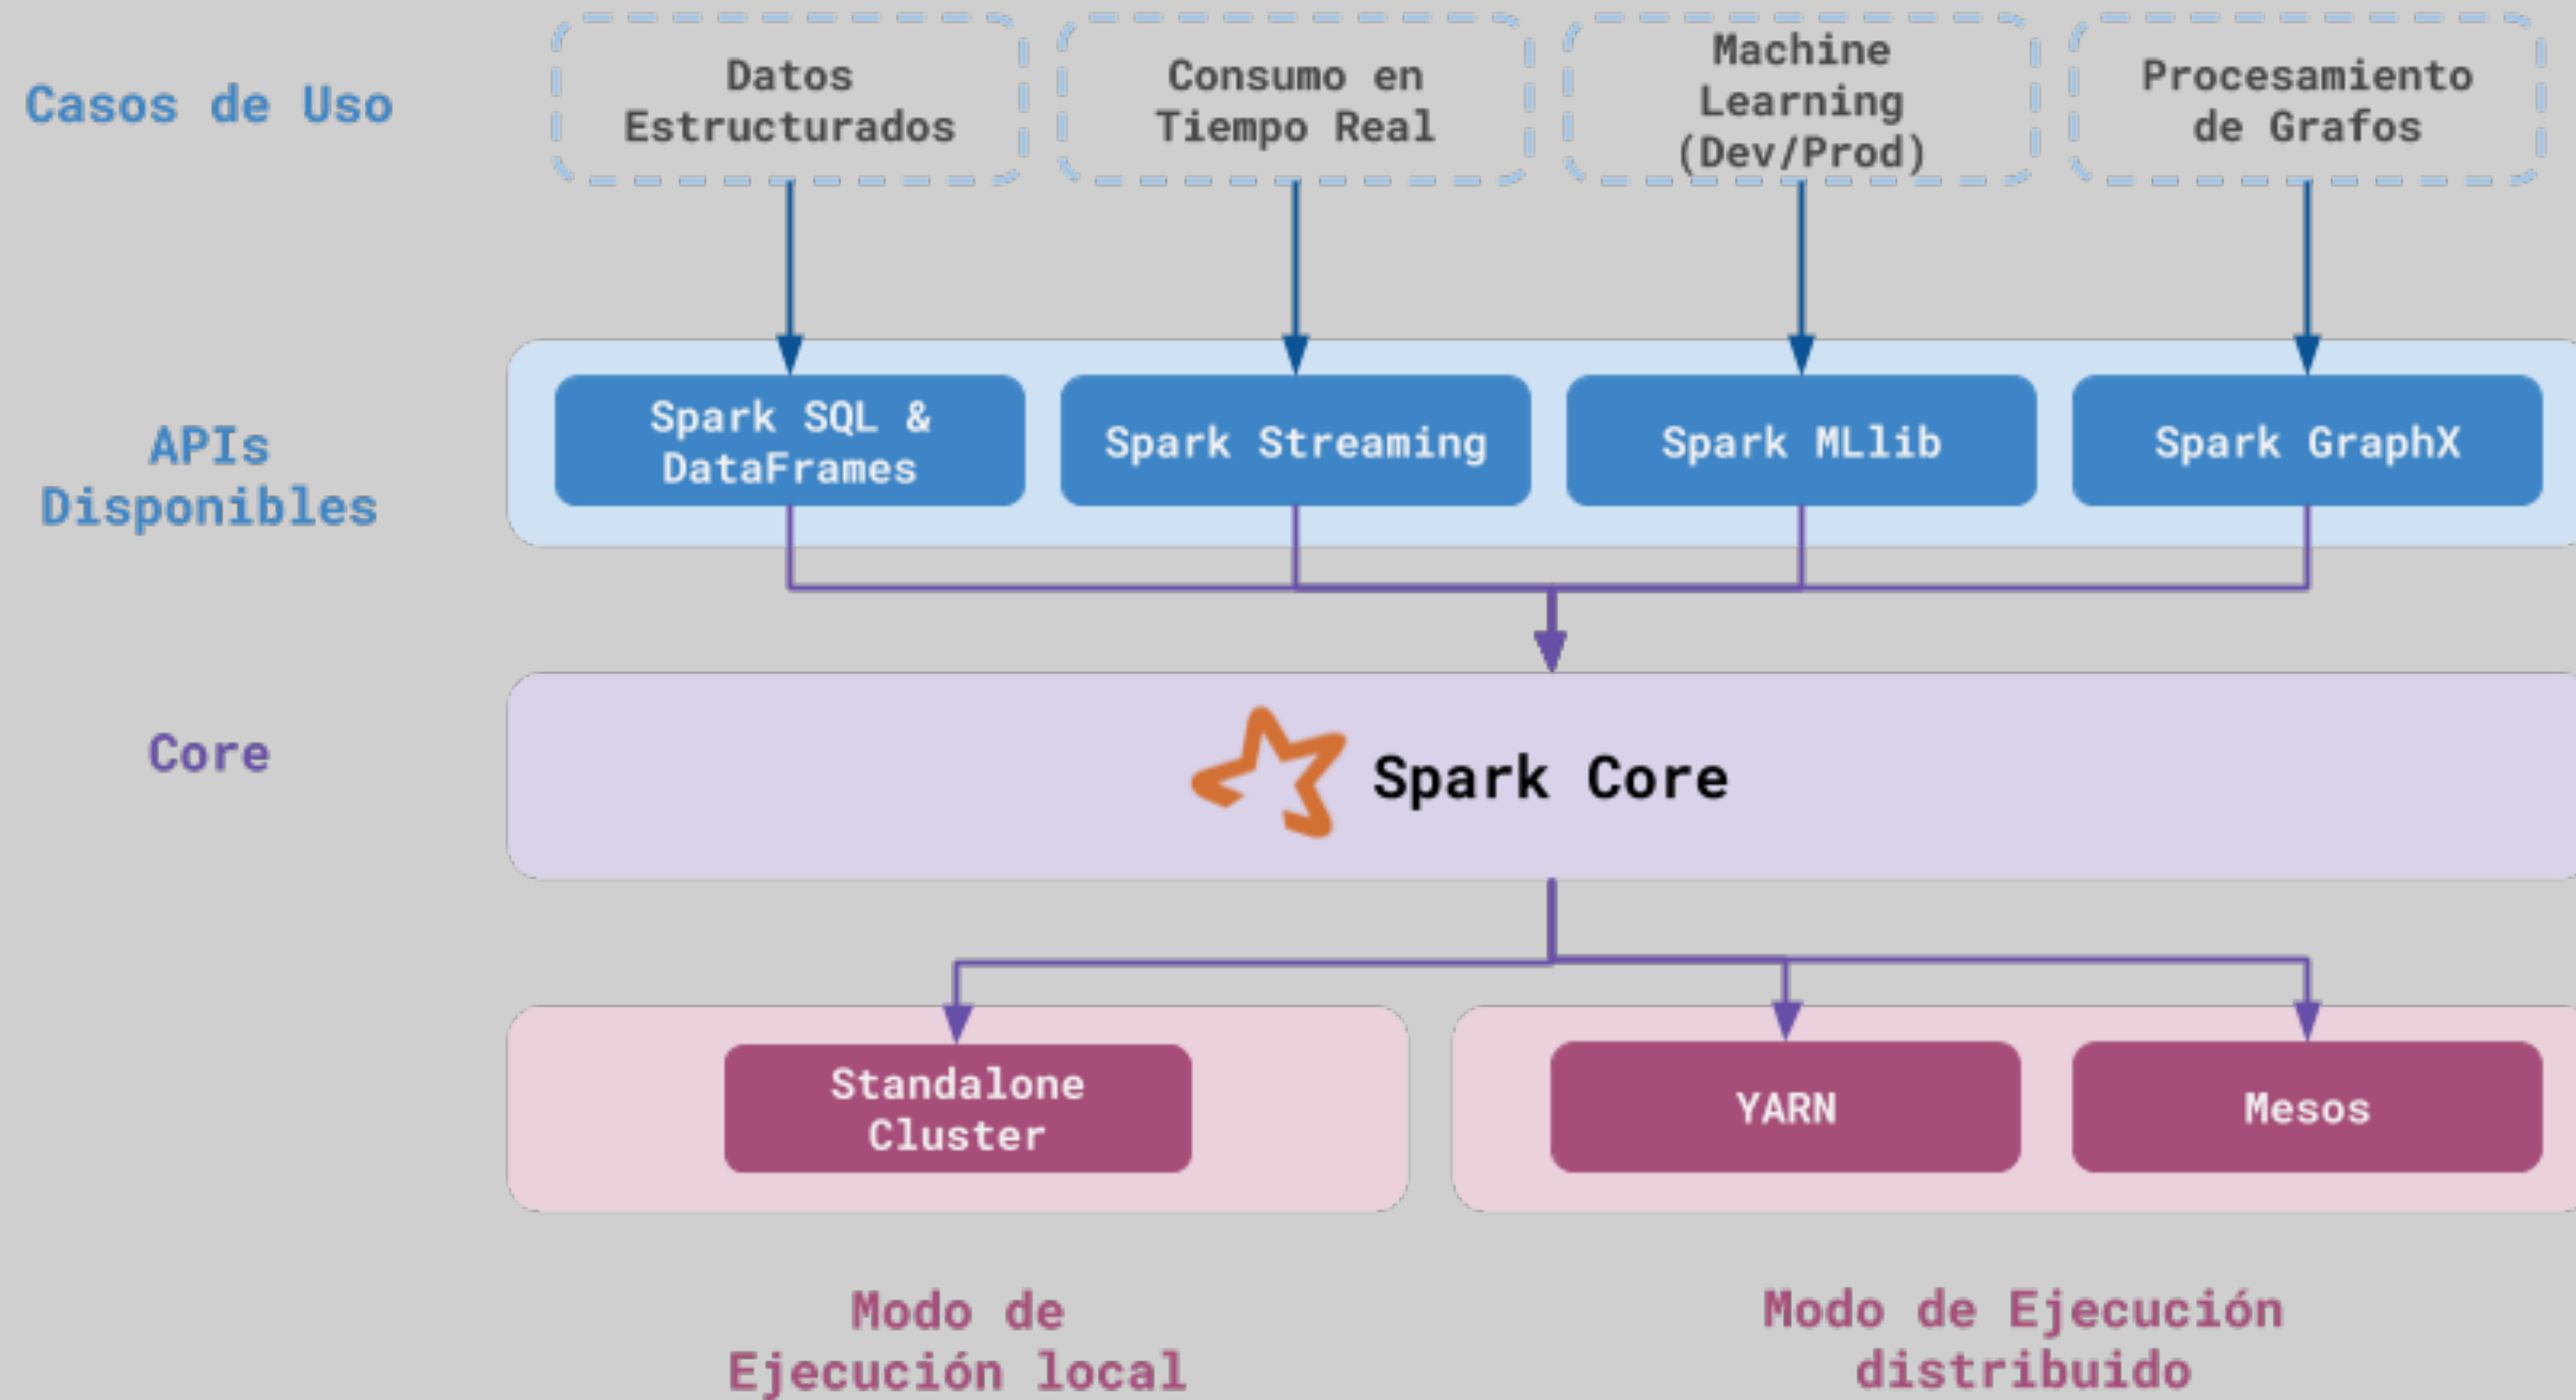 Casos de Uso
Datos
Estructurados
Consumo en
Tiempo Real
Machine
Learning
(Dev/Prod)
Procesamiento
de Grafos
APIs
Disponibles
Spark SQL &
DataFrames
Spark Streaming
Spark MLlib
Spark GraphX
Core
Spark Core
Standalone
Cluster
YARN
Mesos
Modo de
Ejecución local
Modo de Ejecución
distribuido